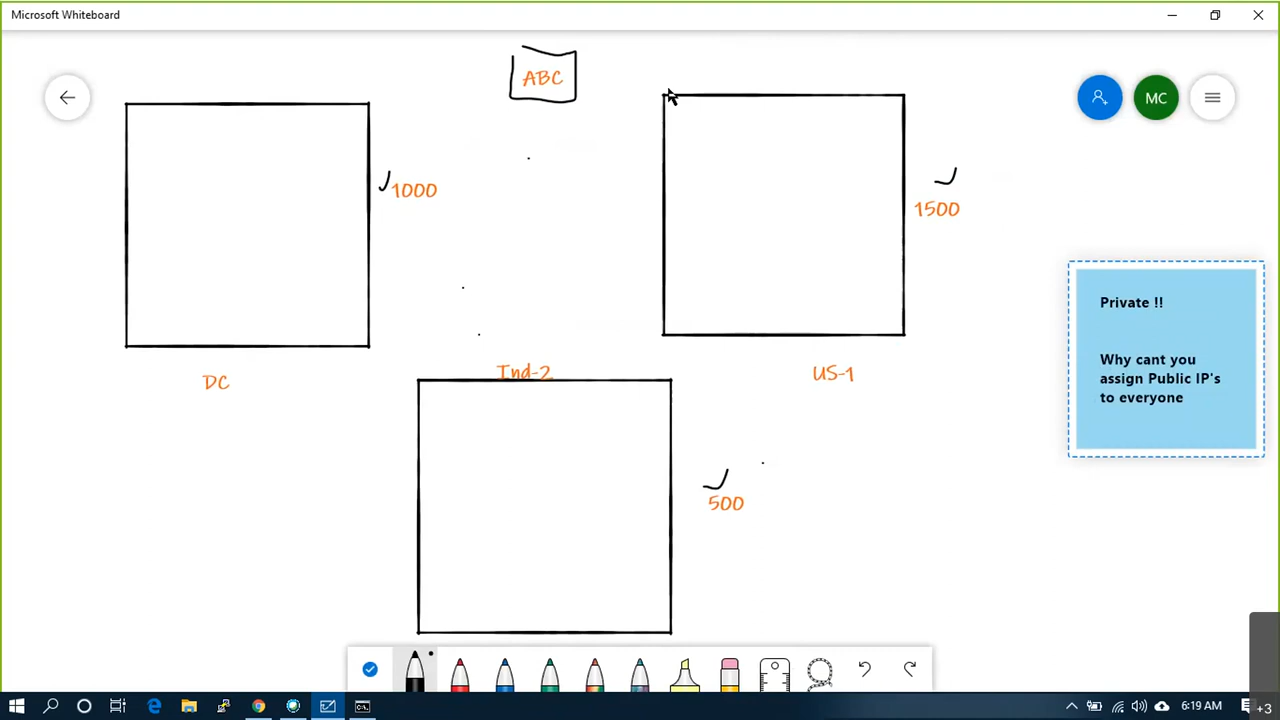 Microsoft Whiteboard
ABC
MC
1000
1500
Private !!
Why cant you
assign Public IP's
to everyone
DC
Ind-2
US-1
500
6:19 AM
+3